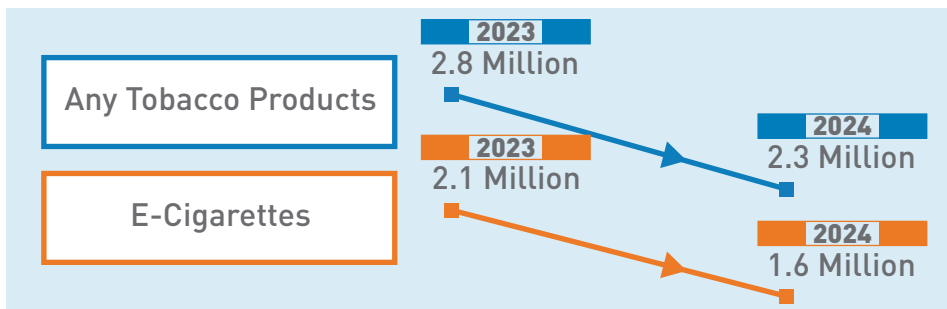 2023
2.8 Million
Any Tobacco Products
2024
2.3 Million
2023
2.1 Million
E-Cigarettes
2024
1.6 Million